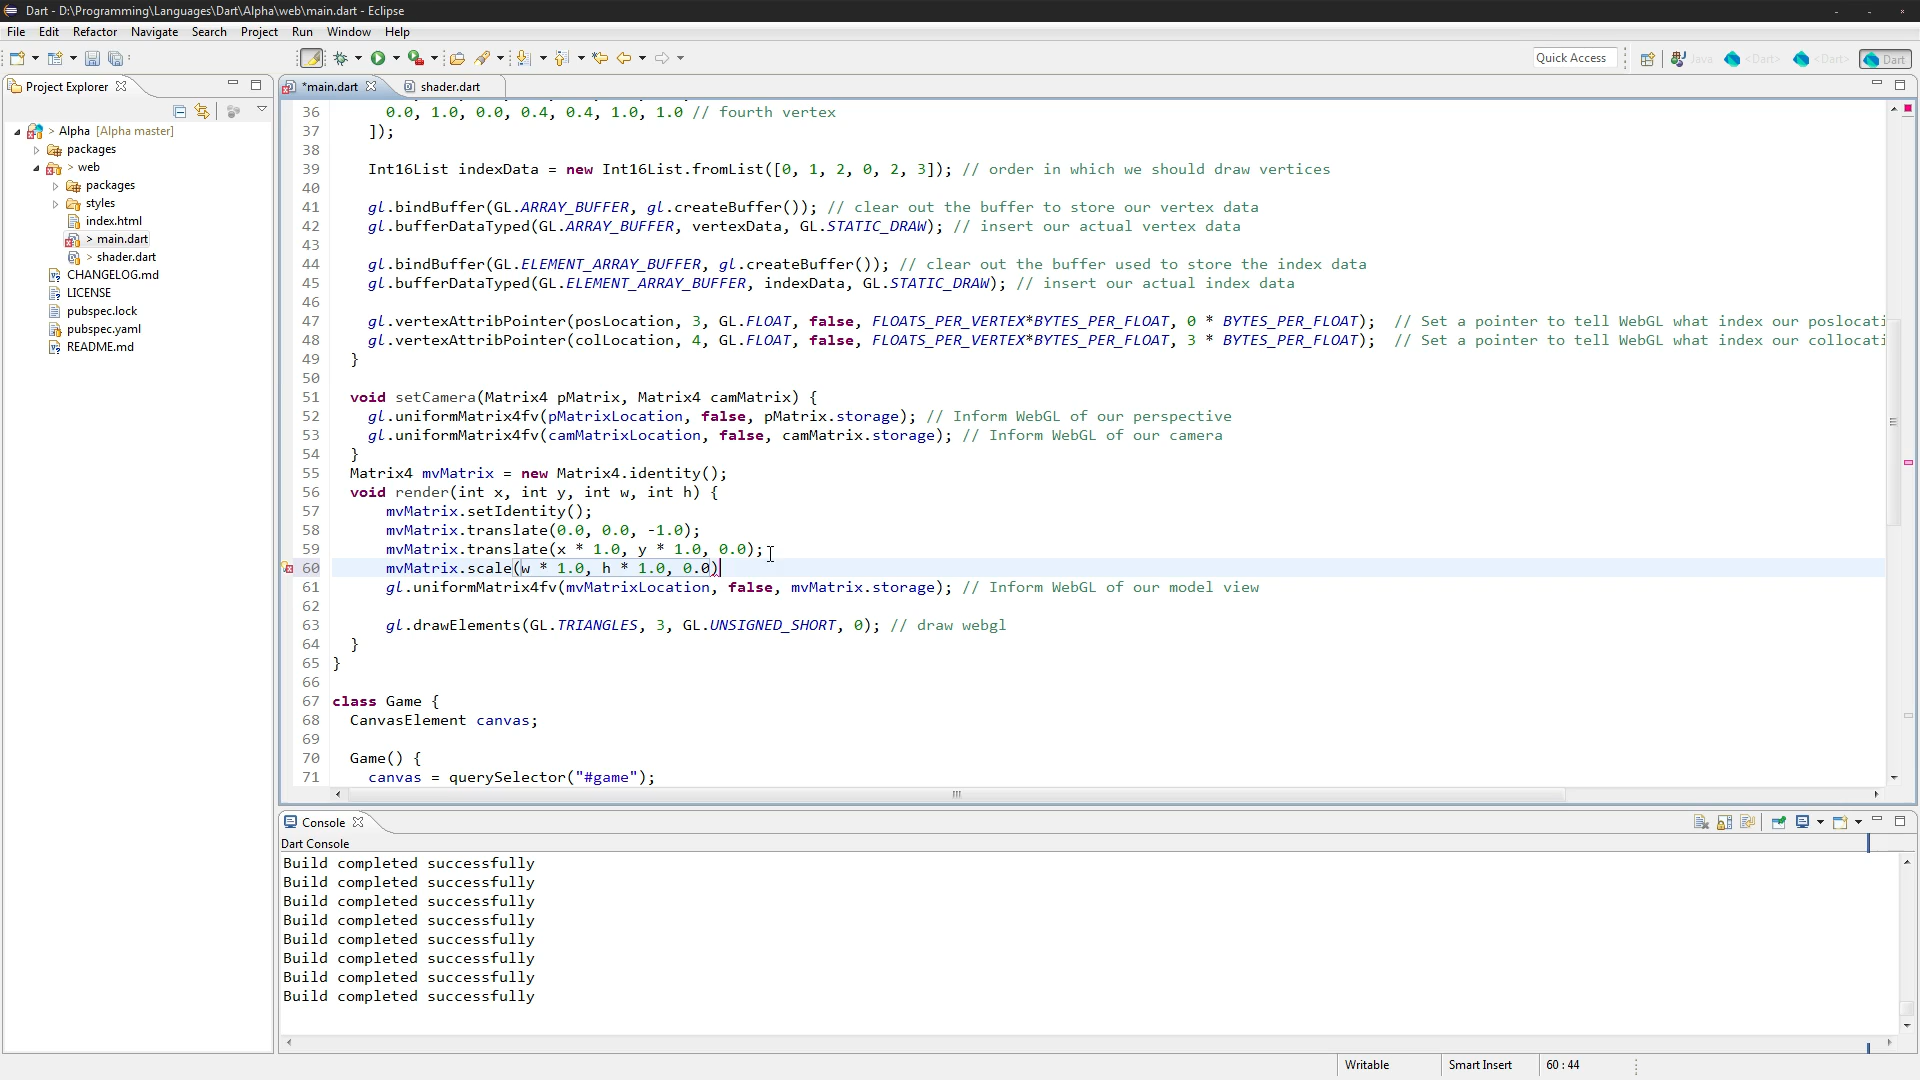 Dart - D:\Programming\Languages\Dart\Alpha\web\main.dart - Eclipse
File Edit Refactor Navigate Search Project Run Window Help
Quick Access Java <Dart> <Dart> Dart
Project Explorer
Alpha [Alpha master]
packages
> web
packages
styles
index.html
> main.dart
> shader.dart
CHANGELOG.md
LICENSE
pubspec.lock
pubspec.yaml
README.md
*main.dart shader.dart
36 0.0, 1.0, 0.0, 0.4, 0.4, 1.0, 1.0 // fourth vertex
37 ]);
38
39 Int16List indexData = new Int16List.fromList([0, 1, 2, 0, 2, 3]); // order in which we should draw vertices
40
41 gl.bindBuffer(GL.ARRAY_BUFFER, gl.createBuffer()); // clear out the buffer to store our vertex data
42 gl.bufferDataTyped(GL.ARRAY_BUFFER, vertexData, GL.STATIC_DRAW); // insert our actual vertex data
43
44 gl.bindBuffer(GL.ELEMENT_ARRAY_BUFFER, gl.createBuffer()); // clear out the buffer used to store the index data
45 gl.bufferDataTyped(GL.ELEMENT_ARRAY_BUFFER, indexData, GL.STATIC_DRAW); // insert our actual index data
46
47 gl.vertexAttribPointer(posLocation, 3, GL.FLOAT, false, FLOATS_PER_VERTEX*BYTES_PER_FLOAT, 0 * BYTES_PER_FLOAT); // Set a pointer to tell WebGL what index our poslocati
48 gl.vertexAttribPointer(colLocation, 4, GL.FLOAT, false, FLOATS_PER_VERTEX*BYTES_PER_FLOAT, 3 * BYTES_PER_FLOAT); // Set a pointer to tell WebGL what index our collocati
49 }
50
51 void setCamera(Matrix4 pMatrix, Matrix4 camMatrix) {
52 gl.uniformMatrix4fv(pMatrixLocation, false, pMatrix.storage); // Inform WebGL of our perspective
53 gl.uniformMatrix4fv(camMatrixLocation, false, camMatrix.storage); // Inform WebGL of our camera
54 }
55 Matrix4 mvMatrix = new Matrix4.identity();
56 void render(int x, int y, int w, int h) {
57 mvMatrix.setIdentity();
58 mvMatrix.translate(0.0, 0.0, -1.0);
59 mvMatrix.translate(x * 1.0, y * 1.0, 0.0);
60 mvMatrix.scale(w * 1.0, h * 1.0, 0.0)
61 gl.uniformMatrix4fv(mvMatrixLocation, false, mvMatrix.storage); // Inform WebGL of our model view
62
63 gl.drawElements(GL.TRIANGLES, 3, GL.UNSIGNED_SHORT, 0); // draw webgl
64 }
65 }
66
67 class Game {
68 CanvasElement canvas;
69
70 Game() {
71 canvas = querySelector("#game");
Console
Dart Console
Build completed successfully
Build completed successfully
Build completed successfully
Build completed successfully
Build completed successfully
Build completed successfully
Build completed successfully
Build completed successfully
Writable Smart Insert 60 : 44